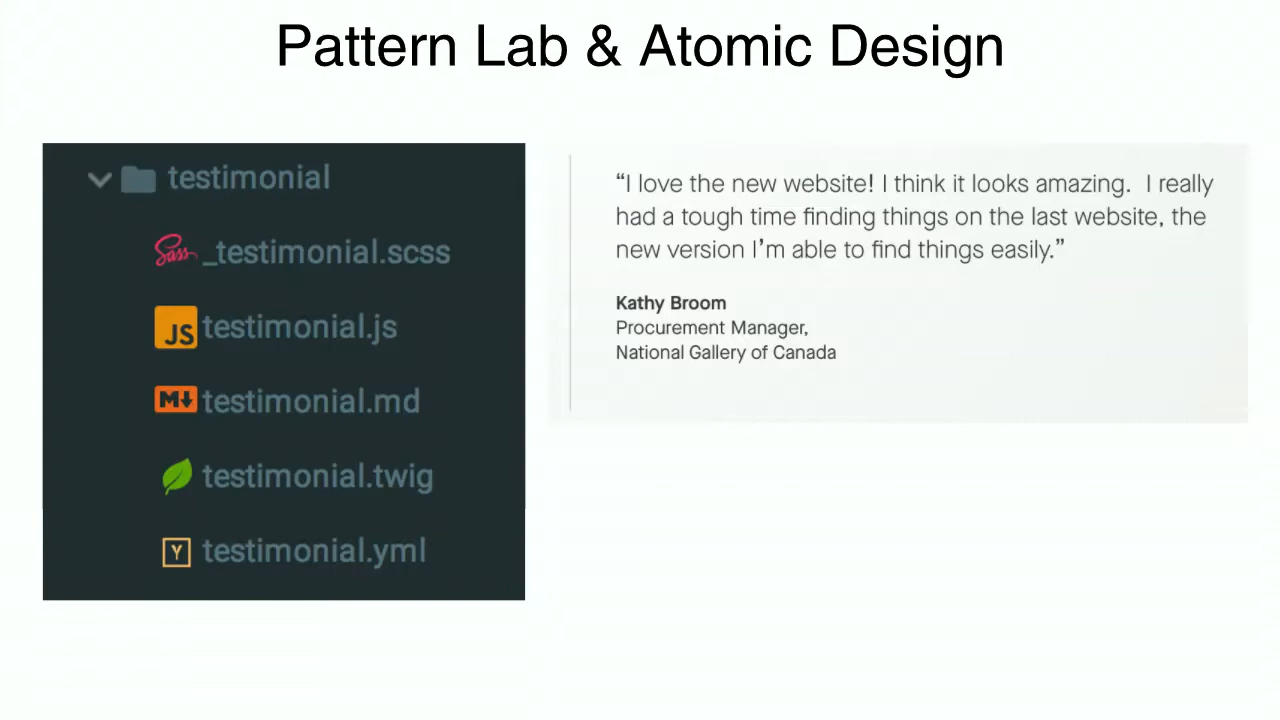 Pattern Lab & Atomic Design
testimonial
Sass _testimonial.scss
JS testimonial.js
M testimonial.md
testimonial.twig
Y testimonial.yml
“I love the new website! I think it looks amazing.  I really
had a tough time finding things on the last website, the
new version I’m able to find things easily.”
Kathy Broom
Procurement Manager,
National Gallery of Canada